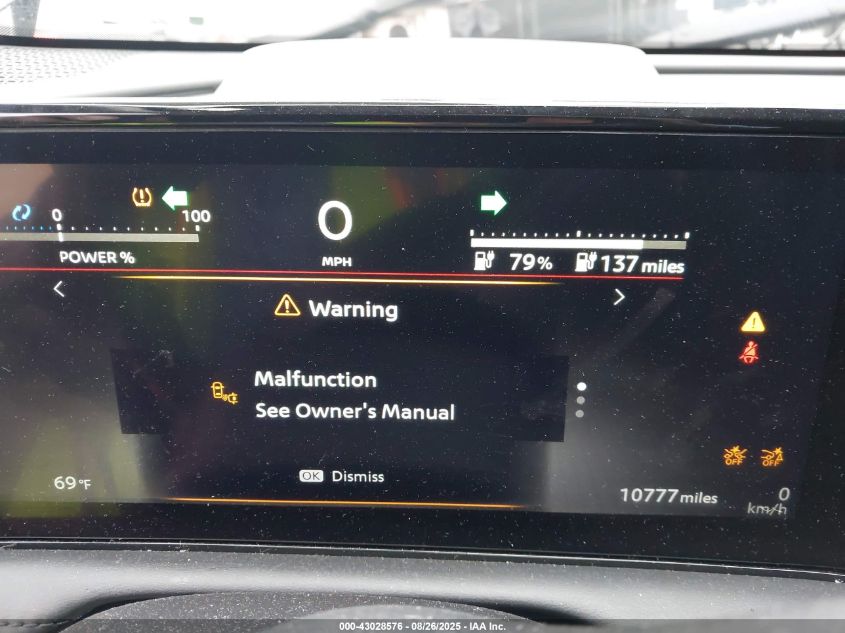 0 100
POWER %
0
MPH
79% 137 miles
Warning
Malfunction
See Owner's Manual
OK Dismiss
OFF OFF
69°F
10777 miles
0
km/h
000-43028576 - 08/26/2025 - IAA Inc.